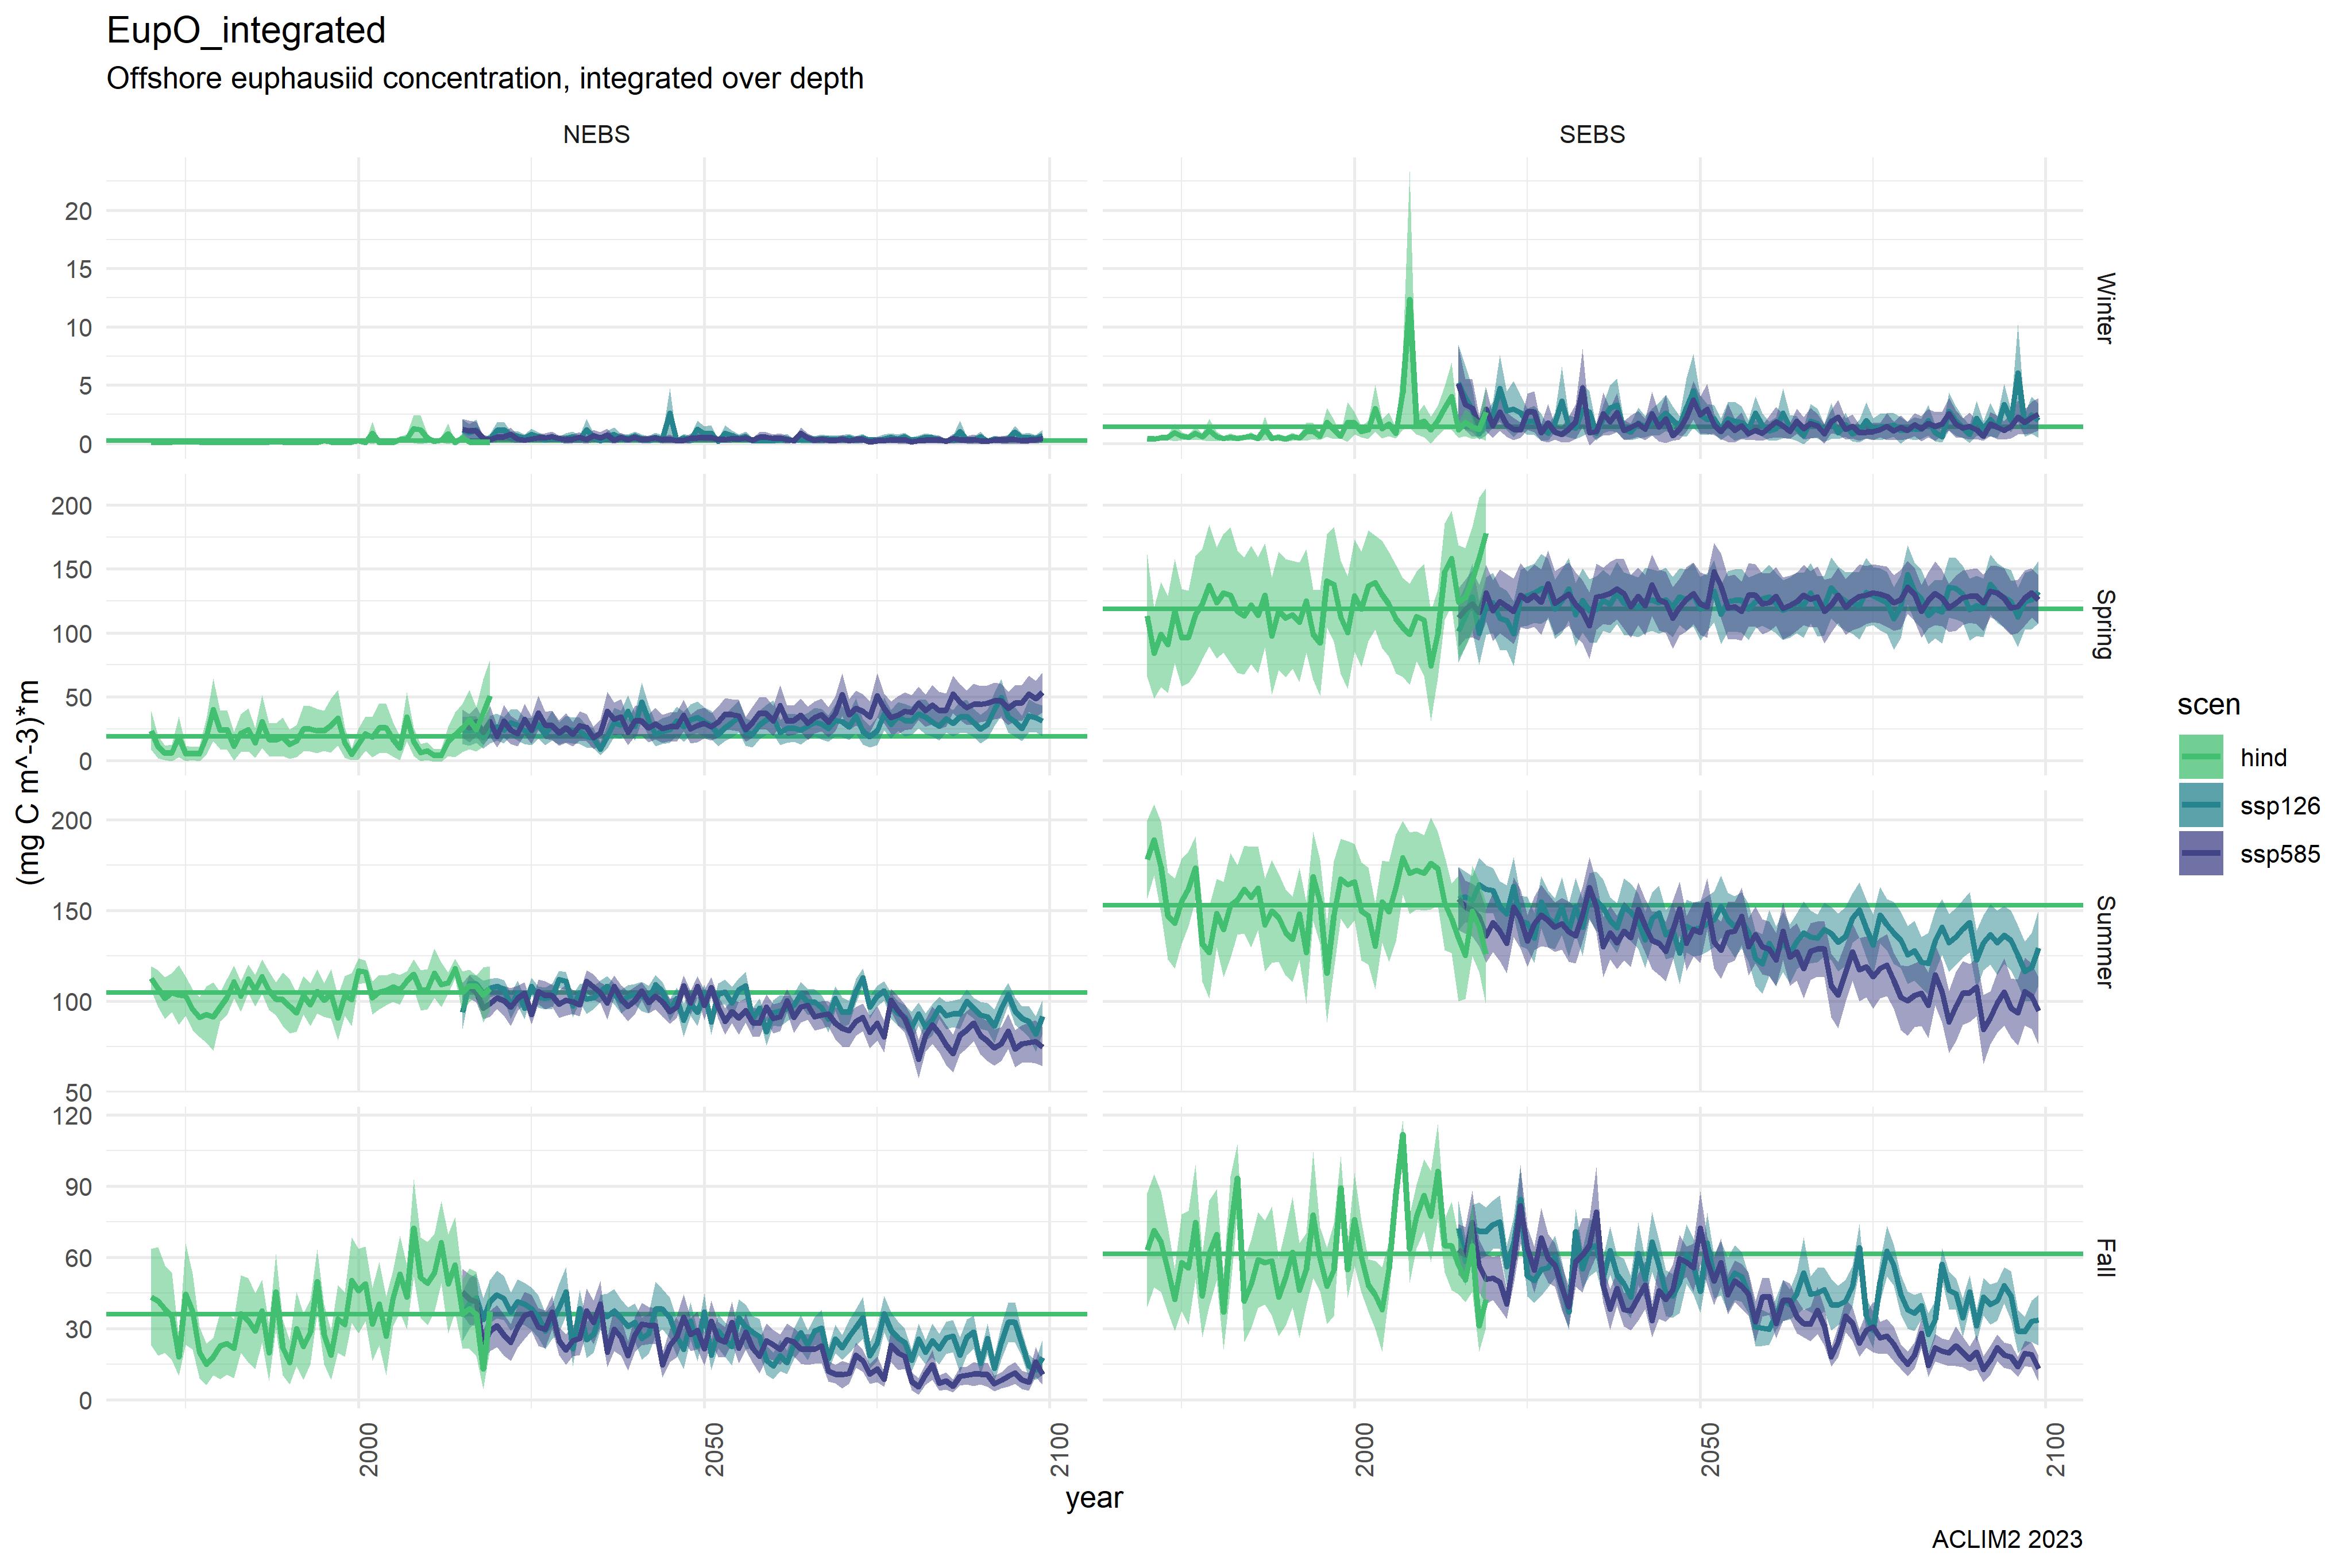 EupO_integrated
Offshore euphausiid concentration, integrated over depth
NEBS
SEBS
20
15
10
5
0
Winter
200
150
100
50
0
Spring
200
150
100
50
Summer
120
90
60
30
0
Fall
(mg C m^-3)*m
2000
2050
2100
2000
2050
2100
year
scen
hind
ssp126
ssp585
ACLIM2 2023